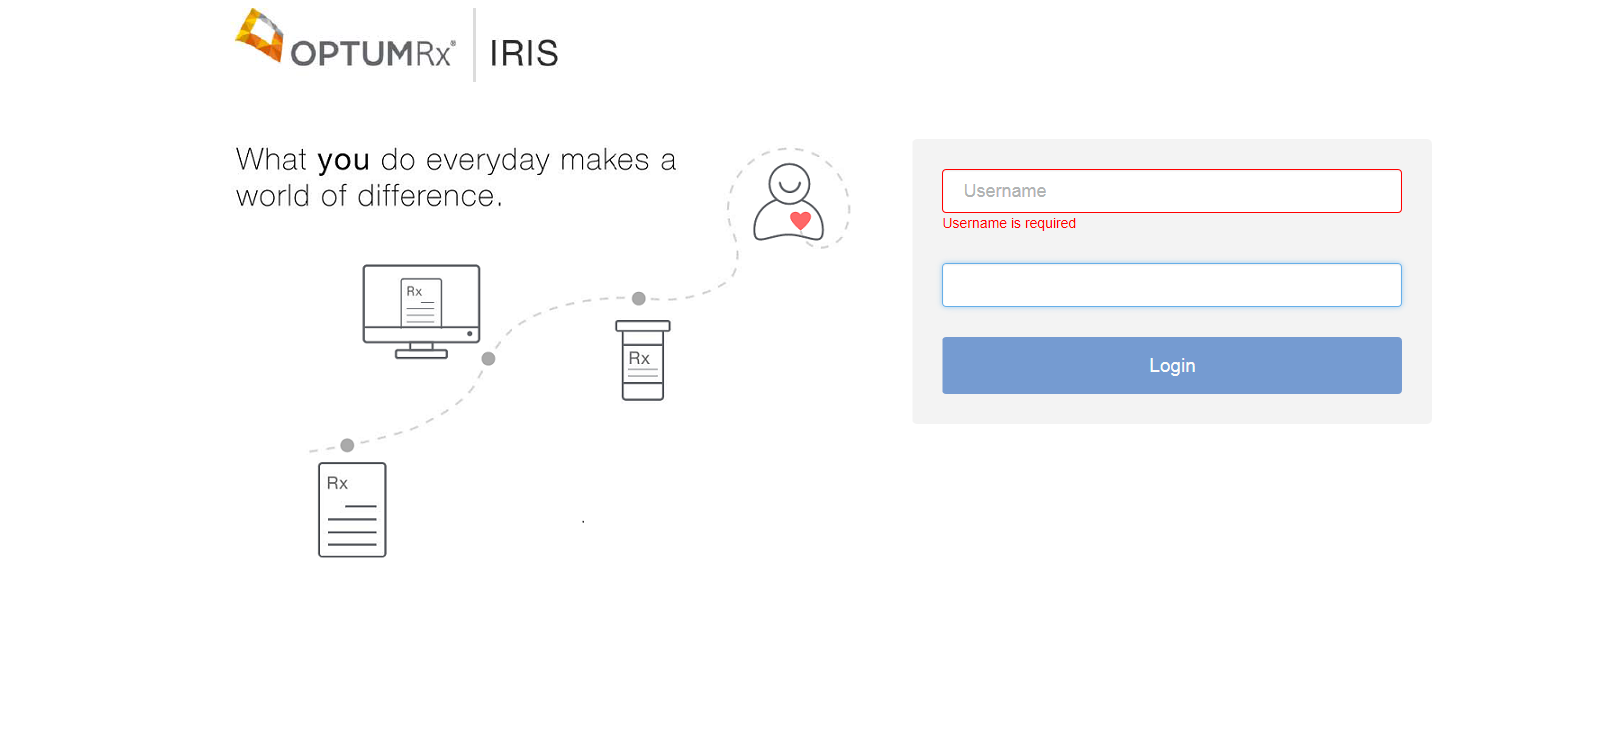 OPTUMRx® IRIS
What you do everyday makes a
world of difference.
Username
Username is required
Login
Rx
Rx
Rx
.